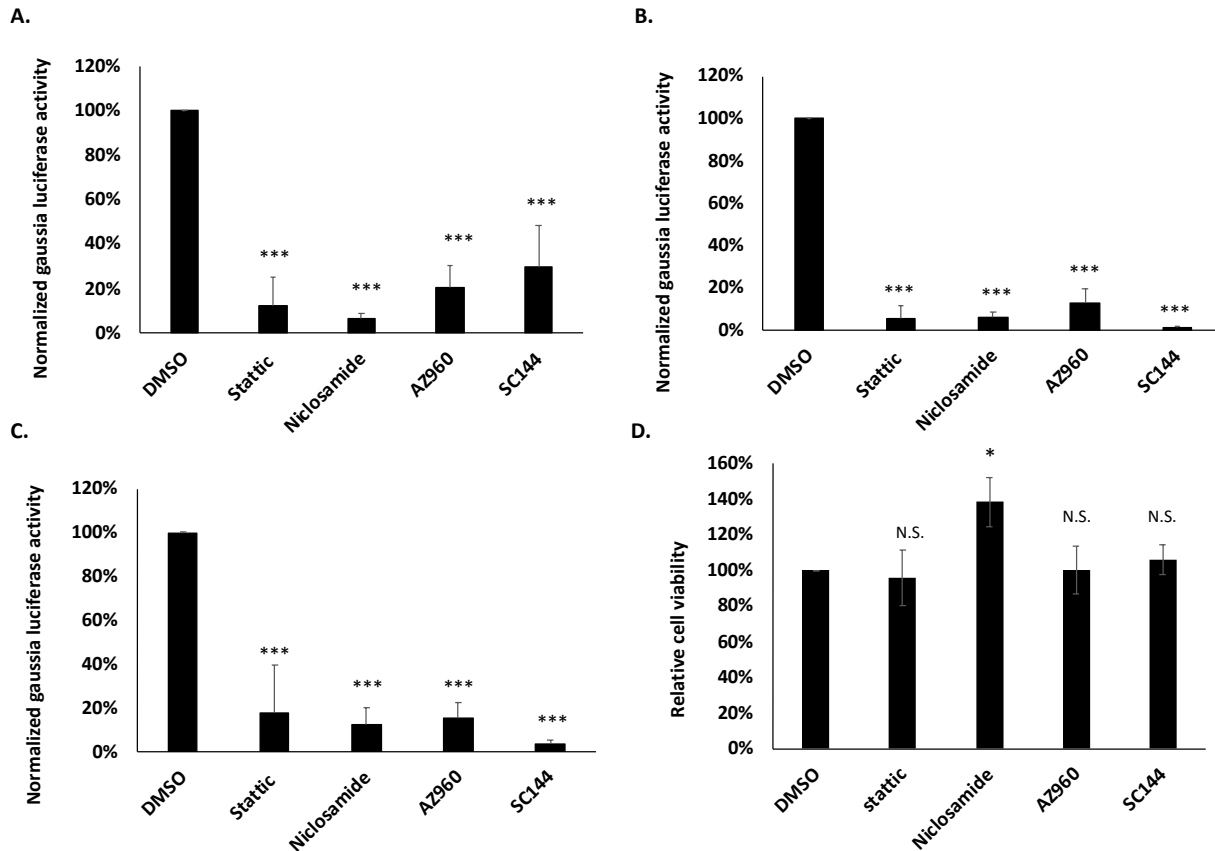 A.
Normalized gaussia luciferase activity
120%
100%
80%
60%
40%
20%
0%
***
***
***
***
DMSO
Stattic
Niclosamide
AZ960
SC144
B.
Normalized gaussia luciferase activity
120%
100%
80%
60%
40%
20%
0%
***
***
***
***
DMSO
Stattic
Niclosamide
AZ960
SC144
C.
Normalized gaussia luciferase activity
120%
100%
80%
60%
40%
20%
0%
***
***
***
***
DMSO
Stattic
Niclosamide
AZ960
SC144
D.
Relative cell viability
160%
140%
120%
100%
80%
60%
40%
20%
0%
N.S.
*
N.S.
N.S.
DMSO
stattic
Niclosamide
AZ960
SC144